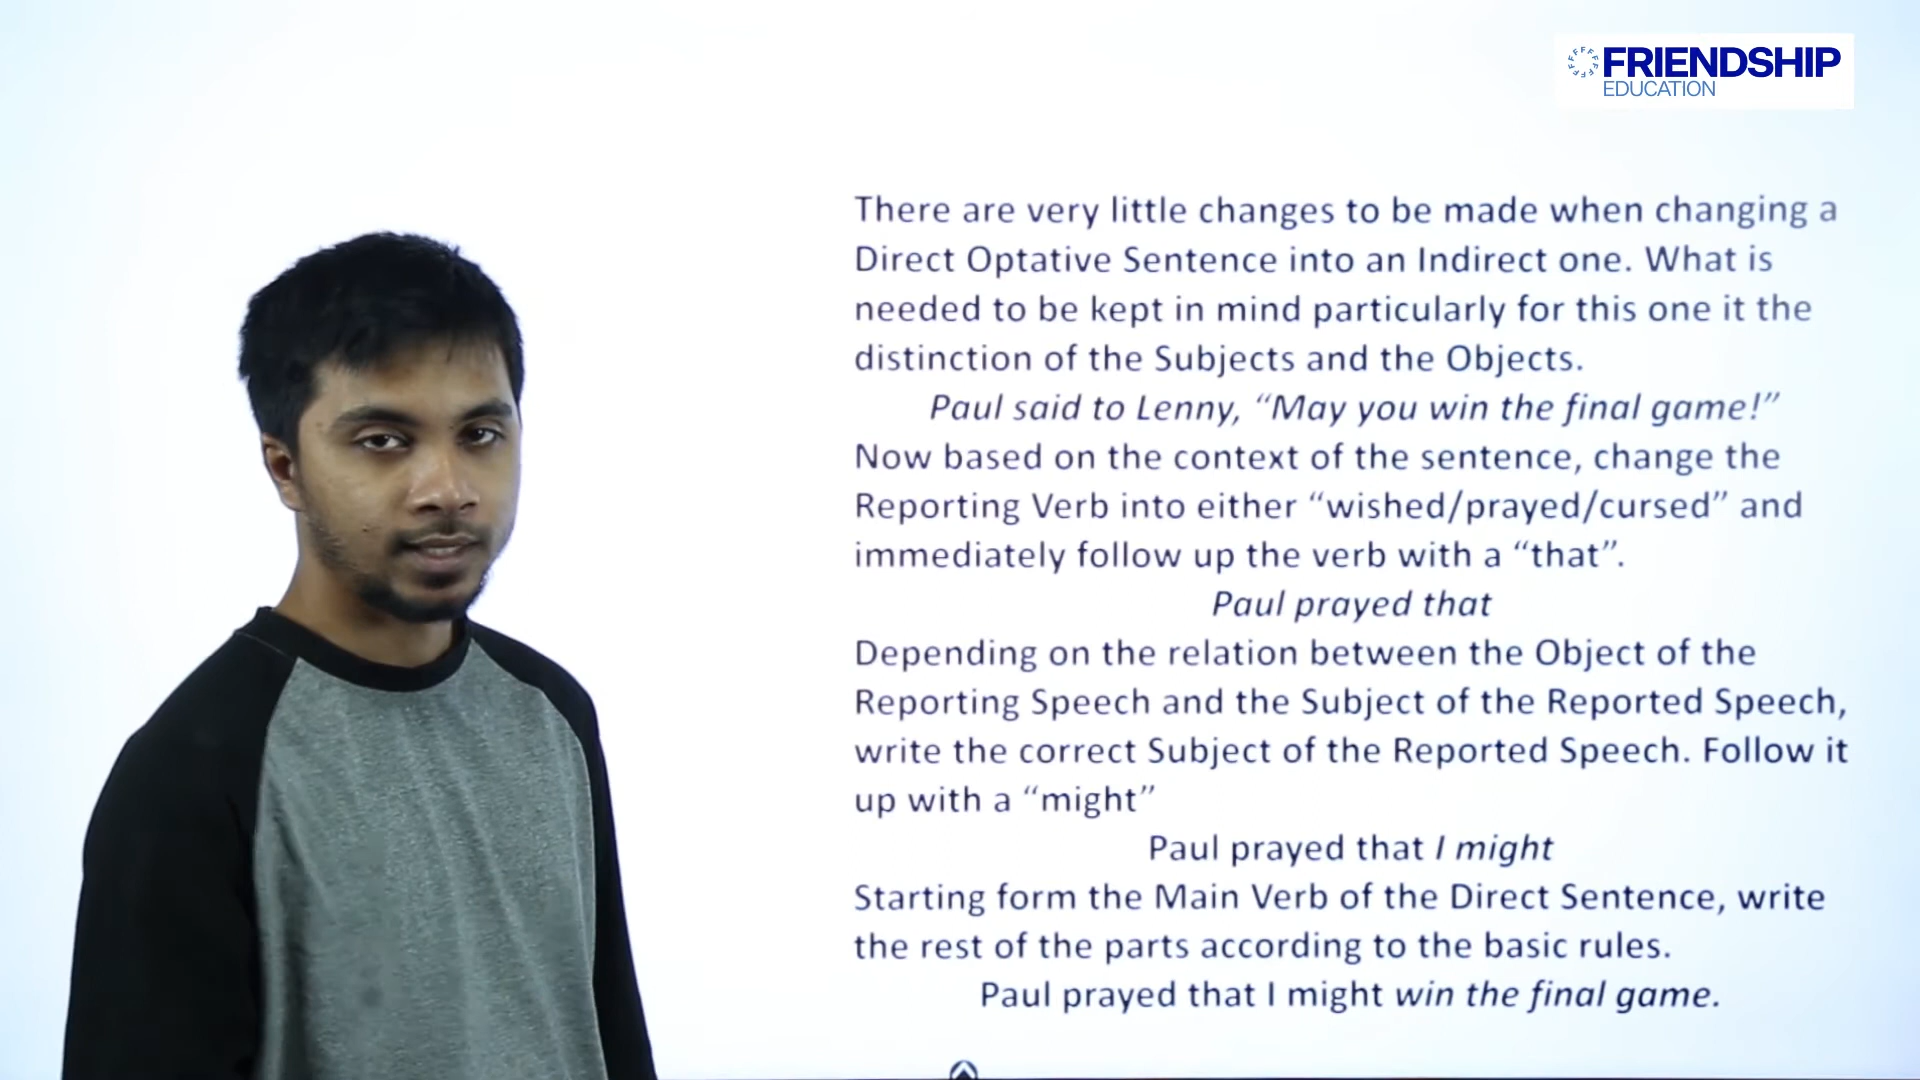 FRIENDSHIP
EDUCATION
There are very little changes to be made when changing a
Direct Optative Sentence into an Indirect one. What is
needed to be kept in mind particularly for this one it the
distinction of the Subjects and the Objects.
Paul said to Lenny, “May you win the final game!”
Now based on the context of the sentence, change the
Reporting Verb into either “wished/prayed/cursed” and
immediately follow up the verb with a “that”.
Paul prayed that
Depending on the relation between the Object of the
Reporting Speech and the Subject of the Reported Speech,
write the correct Subject of the Reported Speech. Follow it
up with a “might”
Paul prayed that I might
Starting form the Main Verb of the Direct Sentence, write
the rest of the parts according to the basic rules.
Paul prayed that I might win the final game.